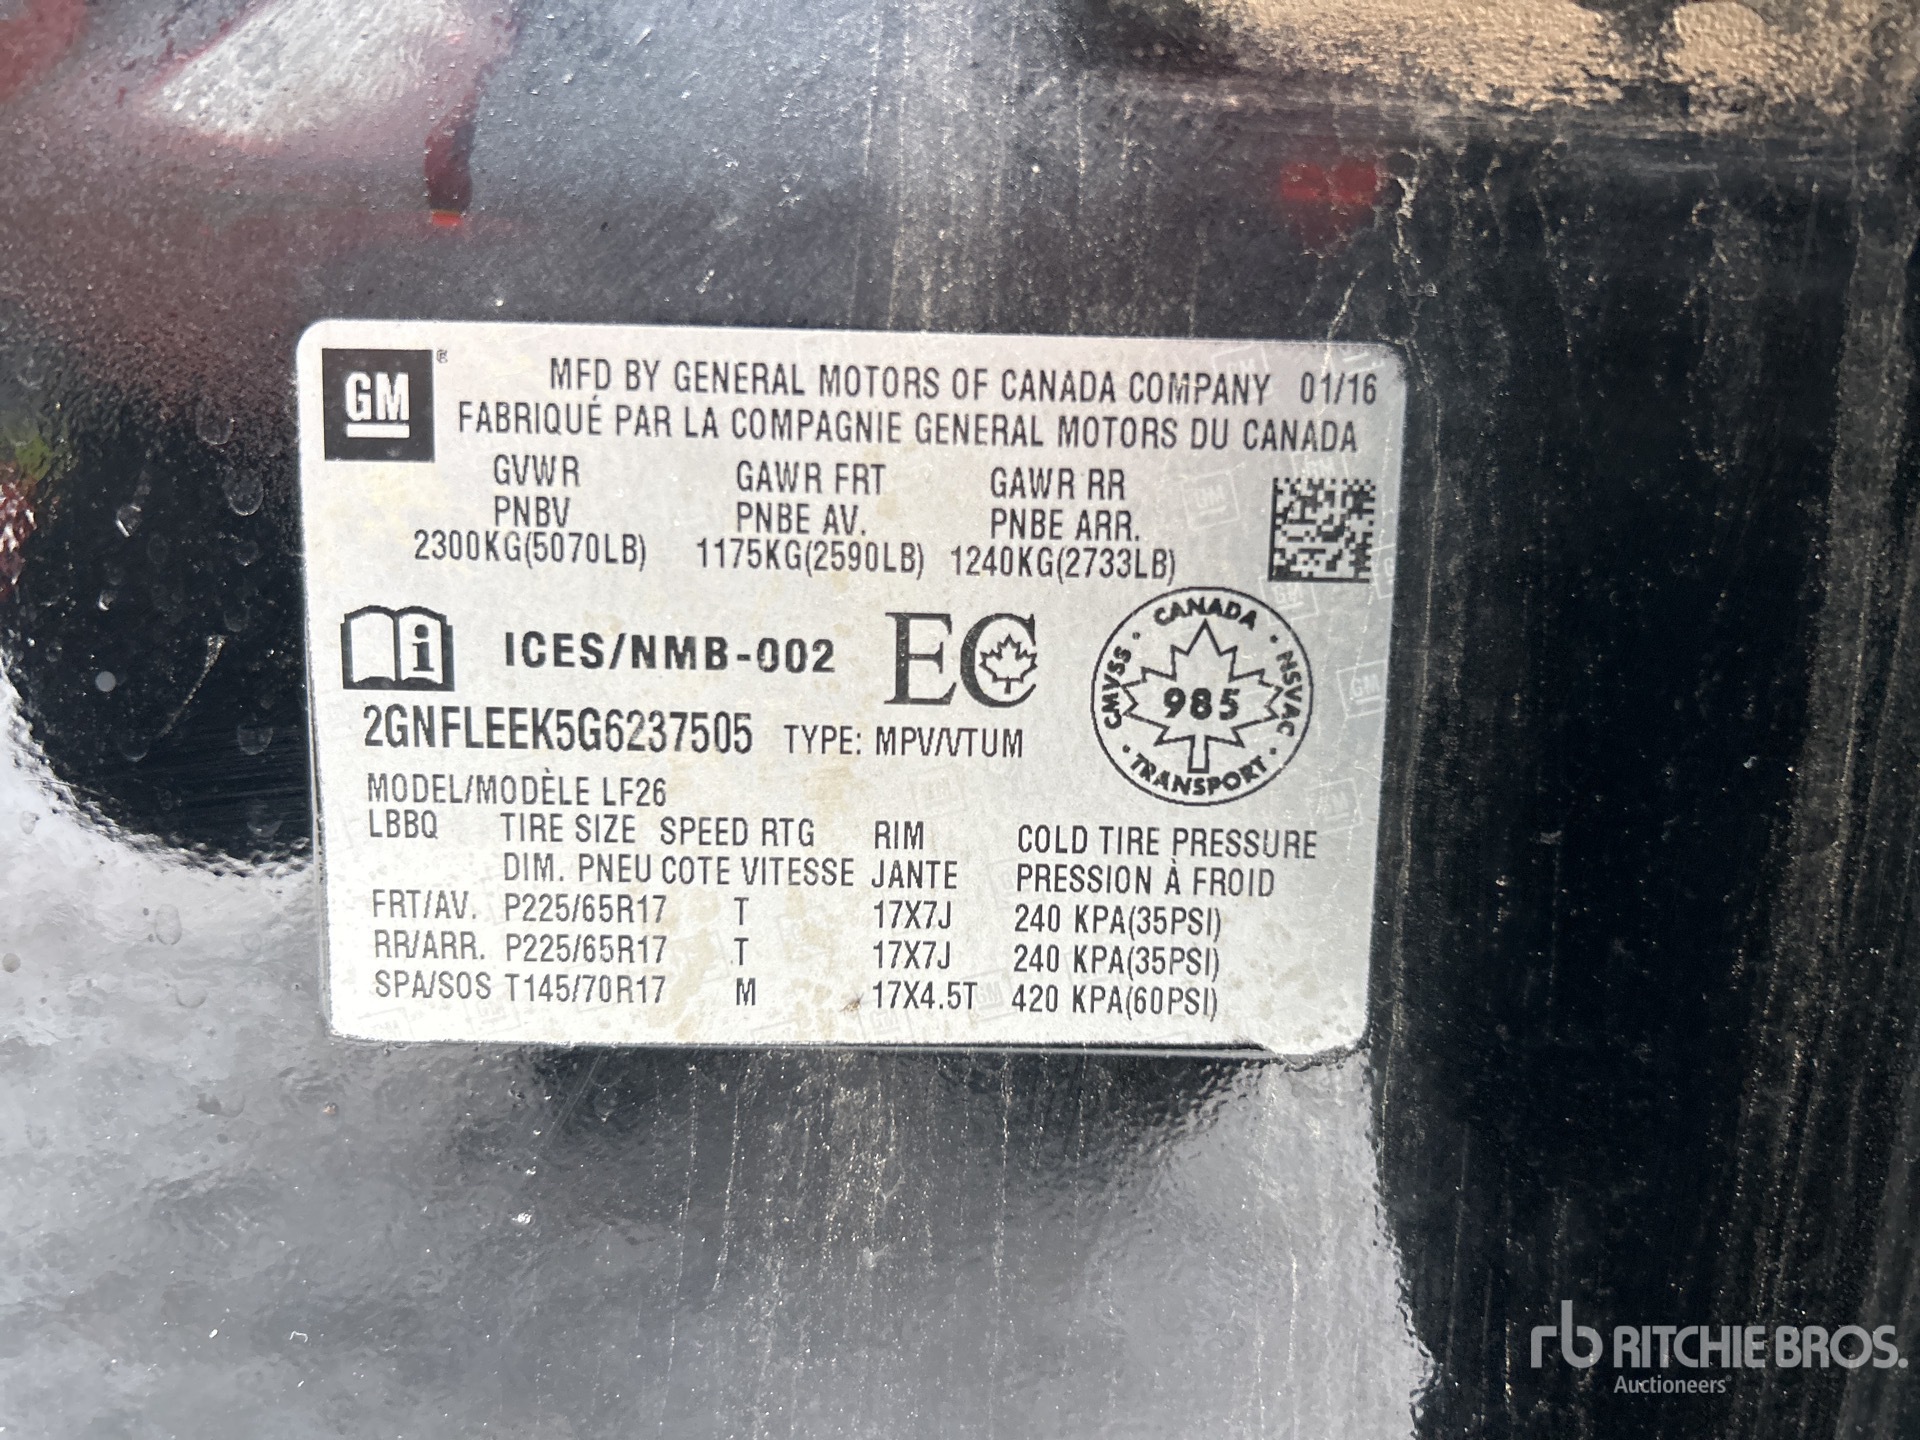 GM®
MFD BY GENERAL MOTORS OF CANADA COMPANY 01/16
FABRIQUÉ PAR LA COMPAGNIE GENERAL MOTORS DU CANADA
GVWR GAWR FRT GAWR RR
PNBV PNBE AV. PNBE ARR.
2300KG(5070LB) 1175KG(2590LB) 1240KG(2733LB)
i ICES/NMB-002 EC
CANADA · NSVAC · TRANSPORT · CMVSS ·
985
2GNFLEEK5G6237505 TYPE: MPV/VTUM
MODEL/MODÈLE LF26
LBBQ TIRE SIZE SPEED RTG RIM COLD TIRE PRESSURE
DIM. PNEU COTE VITESSE JANTE PRESSION À FROID
FRT/AV. P225/65R17 T 17X7J 240 KPA(35PSI)
RR/ARR. P225/65R17 T 17X7J 240 KPA(35PSI)
SPA/SOS T145/70R17 M 17X4.5T 420 KPA(60PSI)
rb RITCHIE BROS.
Auctioneers